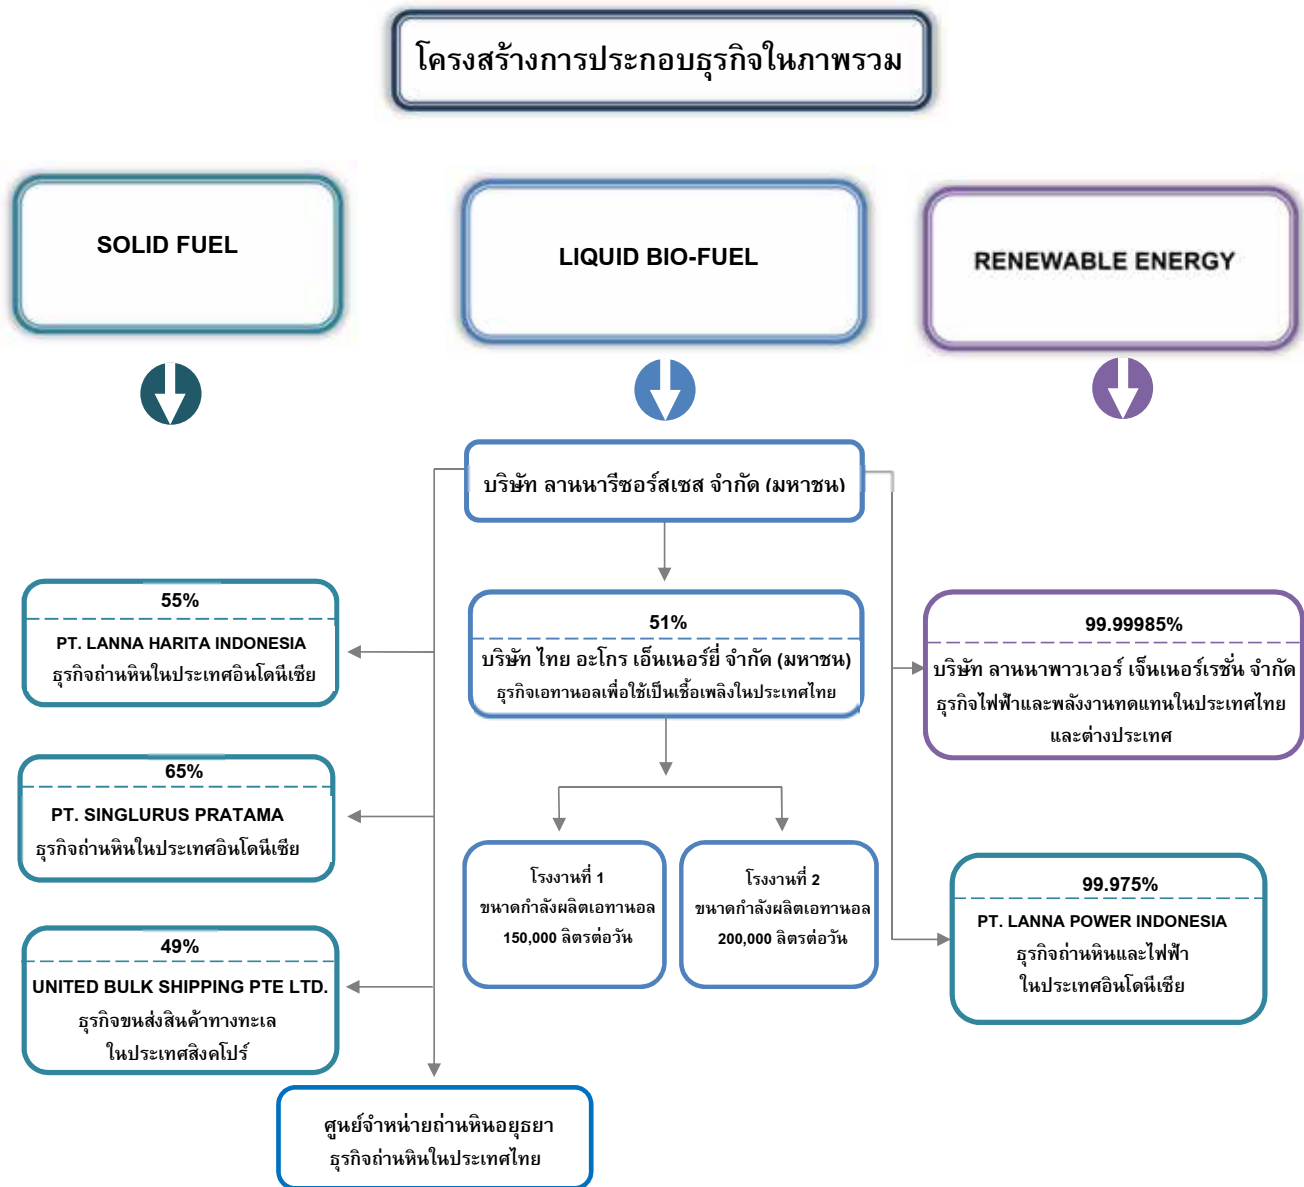 โครงสร้างการประกอบธุรกิจในภาพรวม
SOLID FUEL
LIQUID BIO-FUEL
RENEWABLE ENERGY
บริษัท ลานนารีซอร์สเซส จำกัด (มหาชน)
55%
PT. LANNA HARITA INDONESIA
ธุรกิจถ่านหินในประเทศอินโดนีเซีย
65%
PT. SINGLURUS PRATAMA
ธุรกิจถ่านหินในประเทศอินโดนีเซีย
49%
UNITED BULK SHIPPING PTE LTD.
ธุรกิจขนส่งสินค้าทางทะเล
ในประเทศสิงคโปร์
ศูนย์จำหน่ายถ่านหินอยุธยา
ธุรกิจถ่านหินในประเทศไทย
51%
บริษัท ไทย อะโกร เอ็นเนอร์ยี่ จำกัด (มหาชน)
ธุรกิจเอทานอลเพื่อใช้เป็นเชื้อเพลิงในประเทศไทย
โรงงานที่ 1
ขนาดกำลังผลิตเอทานอล
150,000 ลิตรต่อวัน
โรงงานที่ 2
ขนาดกำลังผลิตเอทานอล
200,000 ลิตรต่อวัน
99.99985%
บริษัท ลานนาพาวเวอร์ เจ็นเนอร์เรชั่น จำกัด
ธุรกิจไฟฟ้าและพลังงานทดแทนในประเทศไทย
และต่างประเทศ
99.975%
PT. LANNA POWER INDONESIA
ธุรกิจถ่านหินและไฟฟ้า
ในประเทศอินโดนีเซีย